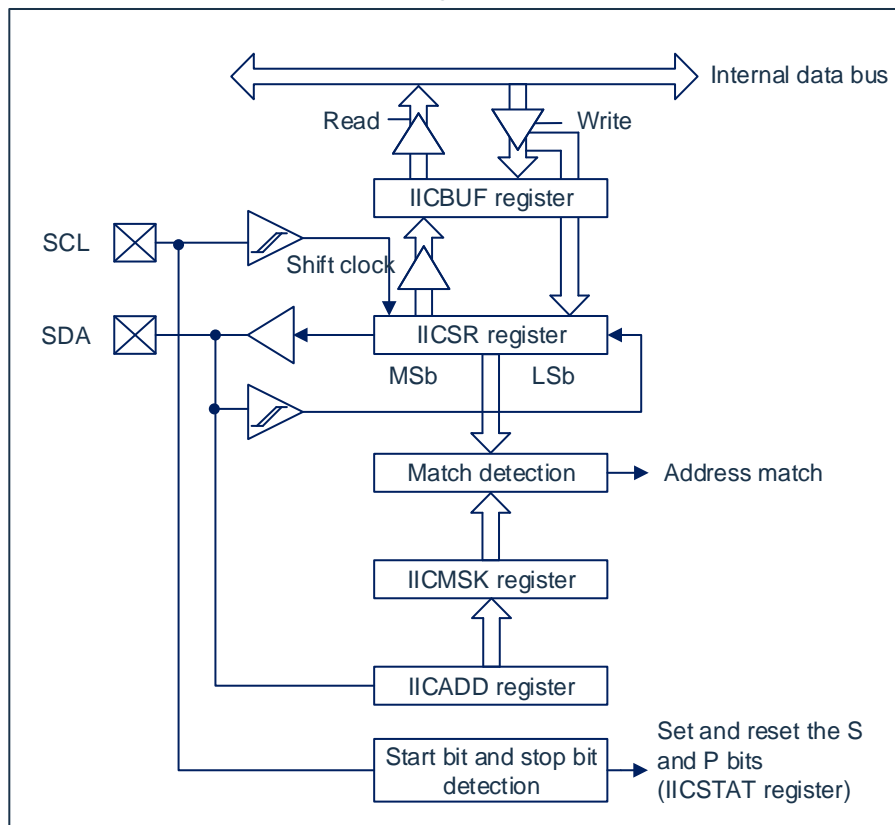 Internal data bus
Read
Write
IICBUF register
SCL
Shift clock
SDA
IICSR register
MSb
LSb
Match detection
Address match
IICMSK register
IICADD register
Start bit and stop bit
detection
Set and reset the S
and P bits
(IICSTAT register)